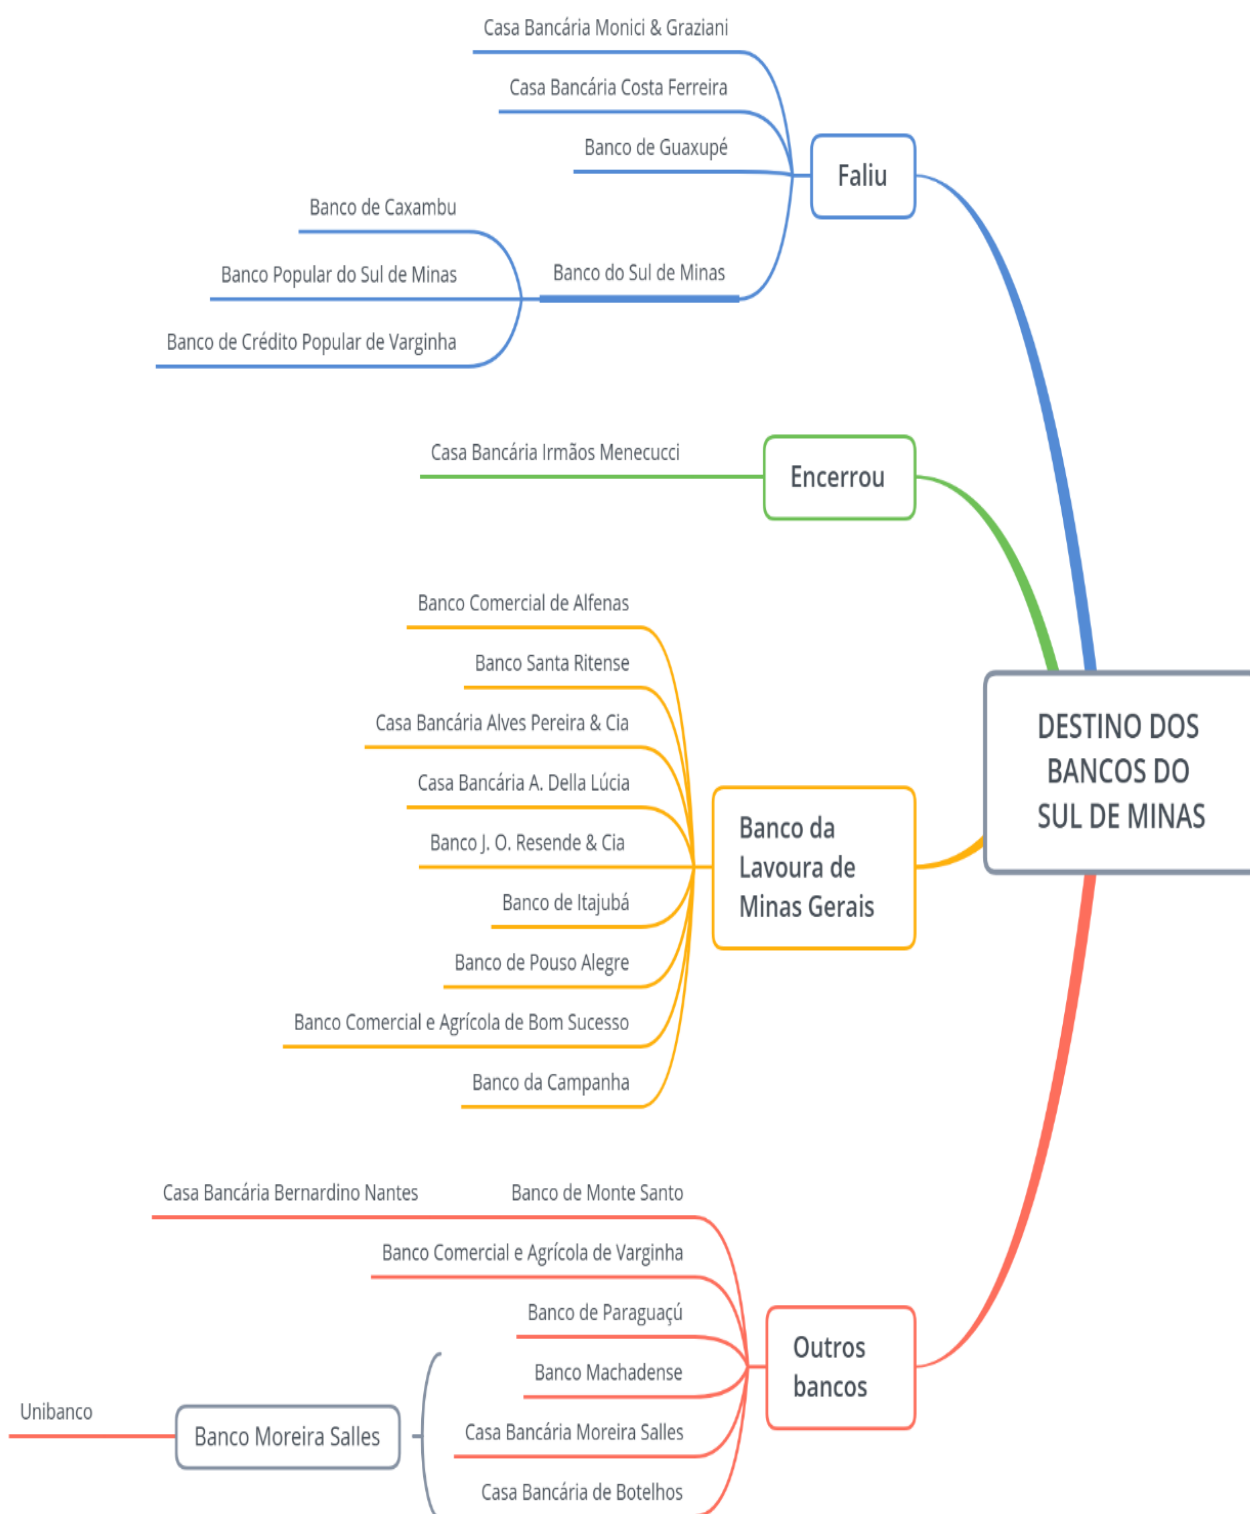 Casa Bancária Monici & Graziani
Casa Bancária Costa Ferreira
Banco de Guaxupé
Faliu
Banco de Caxambu
Banco Popular do Sul de Minas
Banco do Sul de Minas
Banco de Crédito Popular de Varginha
Casa Bancária Irmãos Menecucci
Encerrou
DESTINO DOS
BANCOS DO
SUL DE MINAS
Banco Comercial de Alfenas
Banco Santa Ritense
Casa Bancária Alves Pereira & Cia
Casa Bancária A. Della Lúcia
Banco J. O. Resende & Cia
Banco de Itajubá
Banco de Pouso Alegre
Banco Comercial e Agrícola de Bom Sucesso
Banco da Campanha
Banco da
Lavoura de
Minas Gerais
Casa Bancária Bernardino Nantes
Banco de Monte Santo
Banco Comercial e Agrícola de Varginha
Banco de Paraguaçú
Banco Machadense
Casa Bancária Moreira Salles
Casa Bancária de Botelhos
Outros
bancos
Unibanco
Banco Moreira Salles